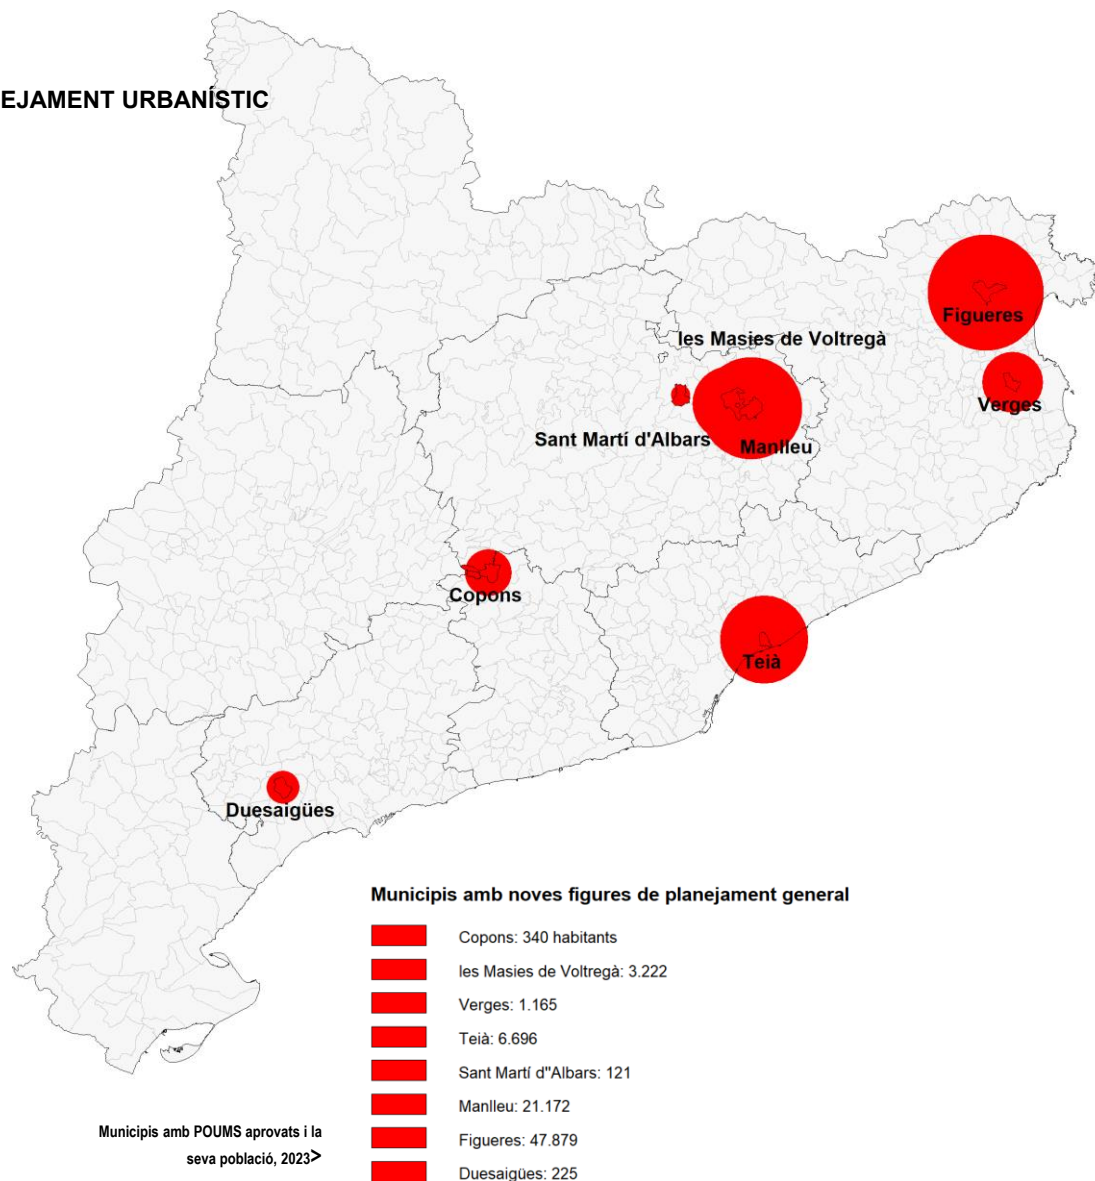 EJAMENT URBANÍSTIC
Figueres
les Masies de Voltregà
Verges
Sant Martí d'Albars
Manlleu
Copons
Teià
Duesaigües
Municipis amb noves figures de planejament general
Copons: 340 habitants
les Masies de Voltregà: 3.222
Verges: 1.165
Teià: 6.696
Sant Martí d"Albars: 121
Manlleu: 21.172
Figueres: 47.879
Duesaigües: 225
Municipis amb POUMS aprovats i la
seva població, 2023>